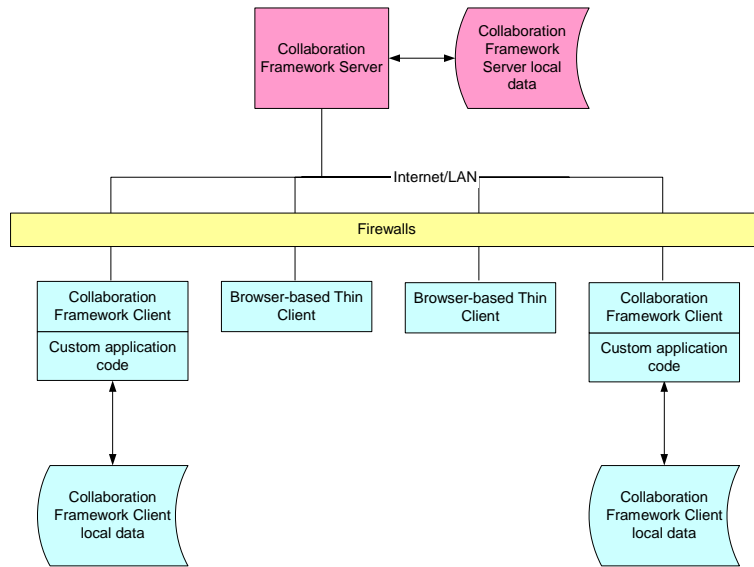 Collaboration
Framework Server
Collaboration
Framework
Server local
data
Internet/LAN
Firewalls
Collaboration
Framework Client
Custom application
code
Browser-based Thin
Client
Browser-based Thin
Client
Collaboration
Framework Client
Custom application
code
Collaboration
Framework Client
local data
Collaboration
Framework Client
local data